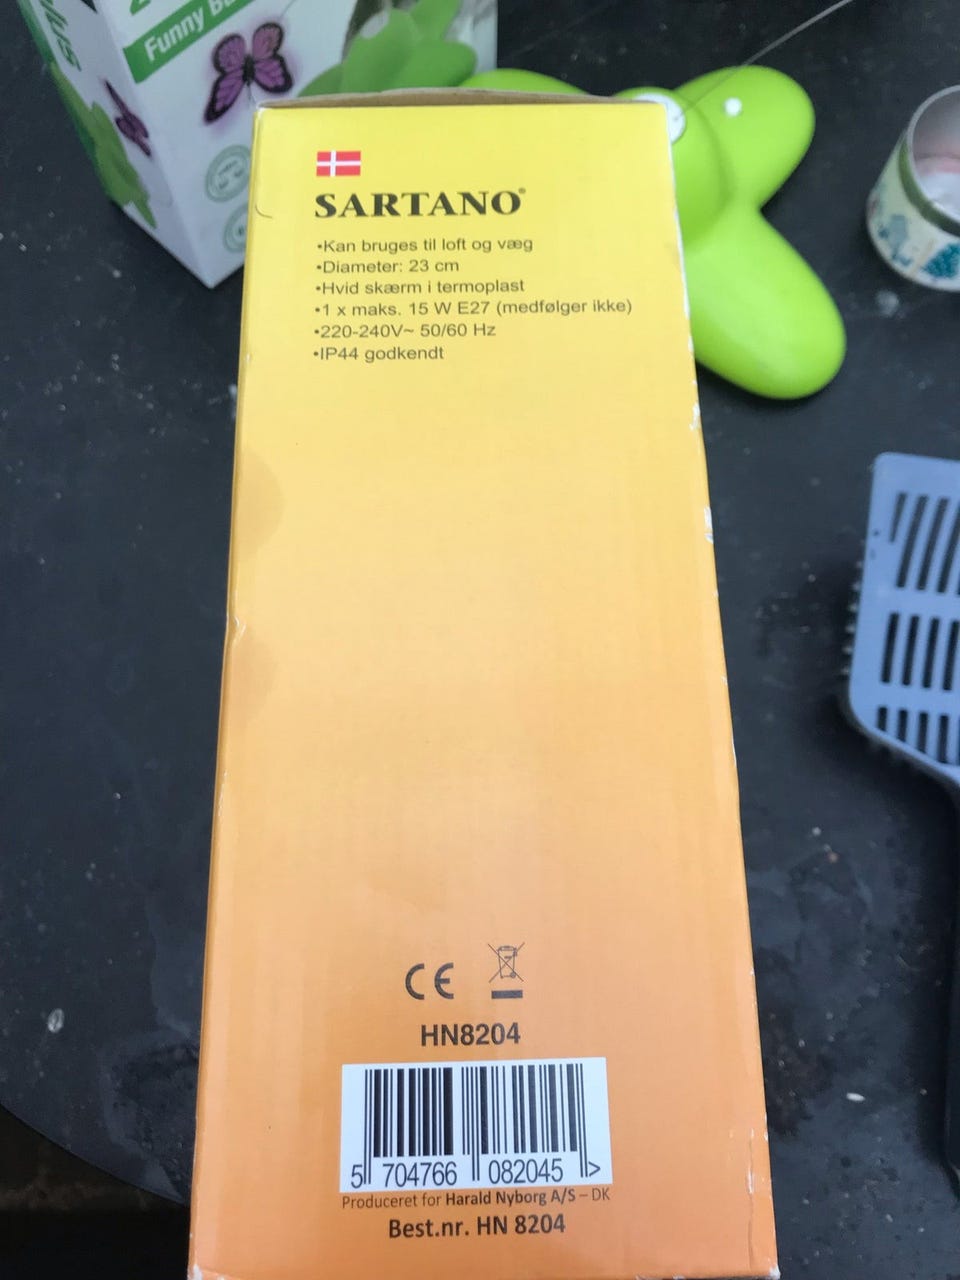 Funny Bu
SARTANO®
•Kan bruges til loft og væg
•Diameter: 23 cm
•Hvid skærm i termoplast
•1 x maks. 15 W E27 (medfølger ikke)
•220-240V~ 50/60 Hz
•IP44 godkendt
CE
HN8204
5 704766 082045 >
Produceret for Harald Nyborg A/S – DK
Best.nr. HN 8204